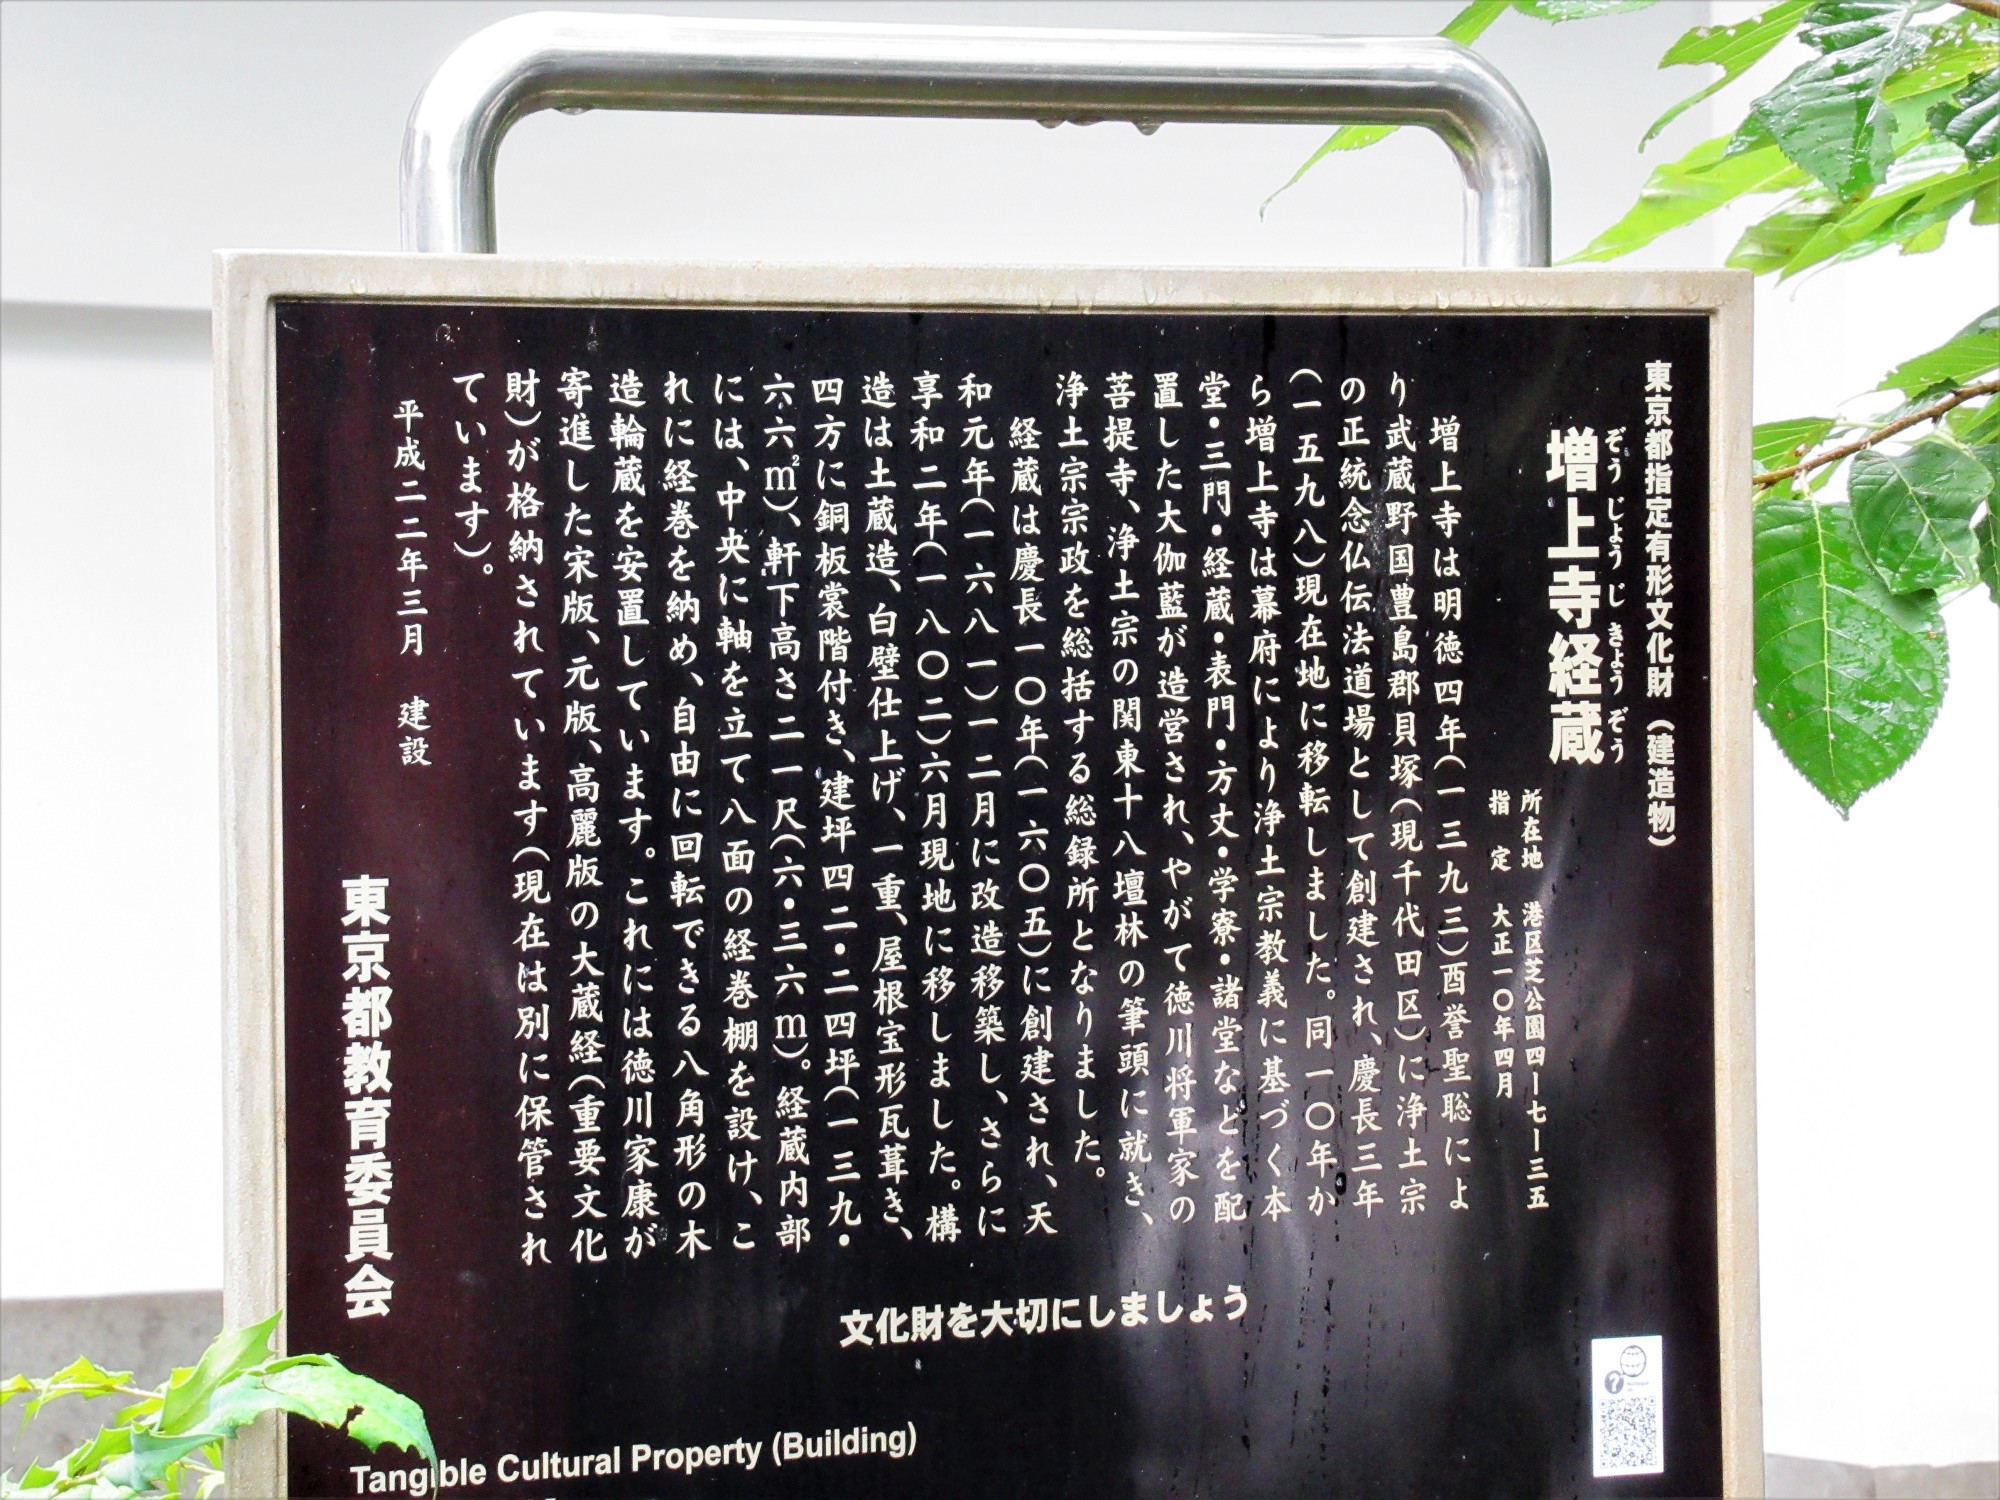 東京都指定有形文化財（建造物）
ぞうじょうじきょうぞう
増上寺経蔵
所在地 港区芝公園四ー七ー三五
指 定 大正一〇年四月
増上寺は明徳四年（一三九三）酉誉聖聡によ
り武蔵野国豊島郡貝塚（現千代田区）に浄土宗
の正統念仏伝法道場として創建され、慶長三年
（一五九八）現在地に移転しました。同一〇年か
ら増上寺は幕府により浄土宗教義に基づく本
堂・三門・経蔵・表門・方丈・学寮・諸堂などを配
置した大伽藍が造営され、やがて徳川将軍家の
菩提寺、浄土宗の関東十八壇林の筆頭に就き、
浄土宗宗政を総括する総録所となりました。
経蔵は慶長一〇年（一六〇五）に創建され、天
和元年（一六八一）一二月に改造移築し、さらに
享和二年（一八〇二）六月現地に移しました。構
造は土蔵造、白壁仕上げ、一重、屋根宝形瓦葺き、
四方に銅板裳階付き、建坪四二・二四坪（一三九・
六六㎡）、軒下高さ二一尺（六・三六ｍ）。経蔵内部
には、中央に軸を立て八面の経巻棚を設け、こ
れに経巻を納め、自由に回転できる八角形の木
造輪蔵を安置しています。これには徳川家康が
寄進した宋版、元版、高麗版の大蔵経（重要文化
財）が格納されています（現在は別に保管され
ています）。
平成二二年三月 建設
東京都教育委員会
文化財を大切にしましょう
Tangible Cultural Property (Building)